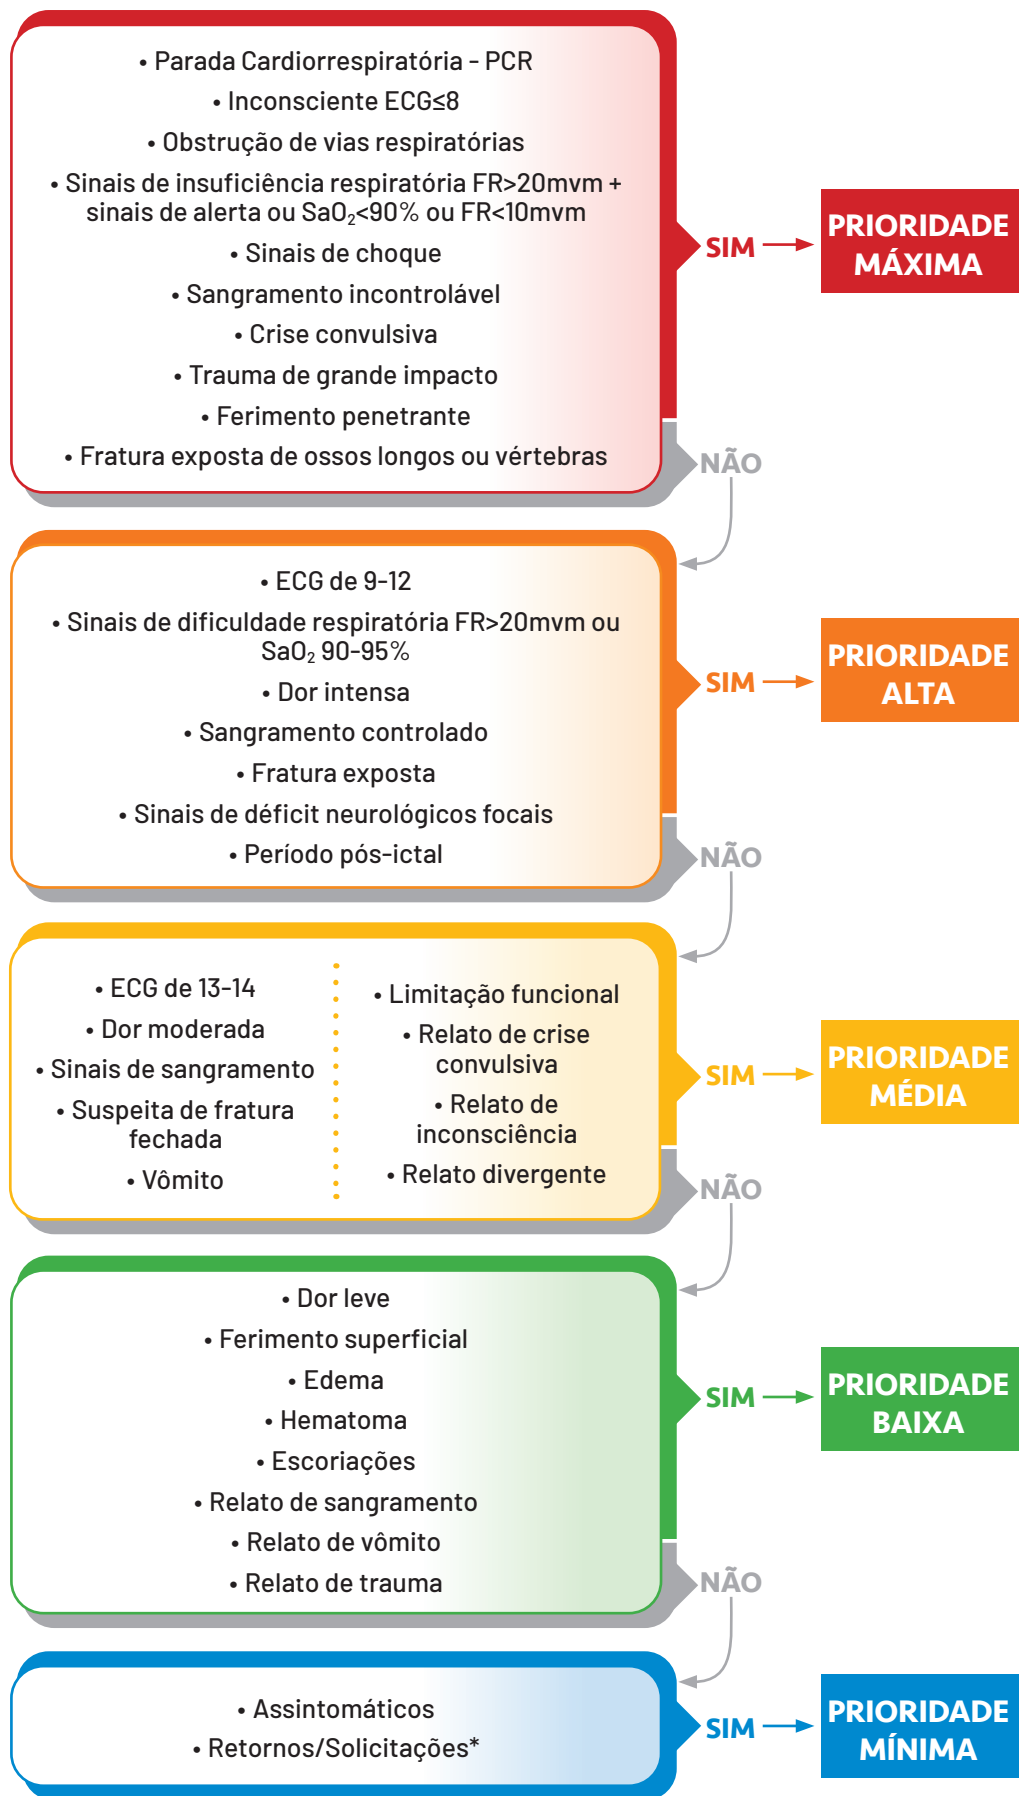 • Parada Cardiorrespiratória - PCR
• Inconsciente ECG≤8
• Obstrução de vias respiratórias
• Sinais de insuficiência respiratória FR>20mvm +
sinais de alerta ou SaO₂<90% ou FR<10mvm
• Sinais de choque
• Sangramento incontrolável
• Crise convulsiva
• Trauma de grande impacto
• Ferimento penetrante
• Fratura exposta de ossos longos ou vértebras
SIM
PRIORIDADE
MÁXIMA
NÃO
• ECG de 9-12
• Sinais de dificuldade respiratória FR>20mvm ou
SaO₂ 90-95%
• Dor intensa
• Sangramento controlado
• Fratura exposta
• Sinais de déficit neurológicos focais
• Período pós-ictal
SIM
PRIORIDADE
ALTA
NÃO
• ECG de 13-14
• Dor moderada
• Sinais de sangramento
• Suspeita de fratura
fechada
• Vômito
• Limitação funcional
• Relato de crise
convulsiva
• Relato de
inconsciência
• Relato divergente
SIM
PRIORIDADE
MÉDIA
NÃO
• Dor leve
• Ferimento superficial
• Edema
• Hematoma
• Escoriações
• Relato de sangramento
• Relato de vômito
• Relato de trauma
SIM
PRIORIDADE
BAIXA
NÃO
• Assintomáticos
• Retornos/Solicitações*
SIM
PRIORIDADE
MÍNIMA